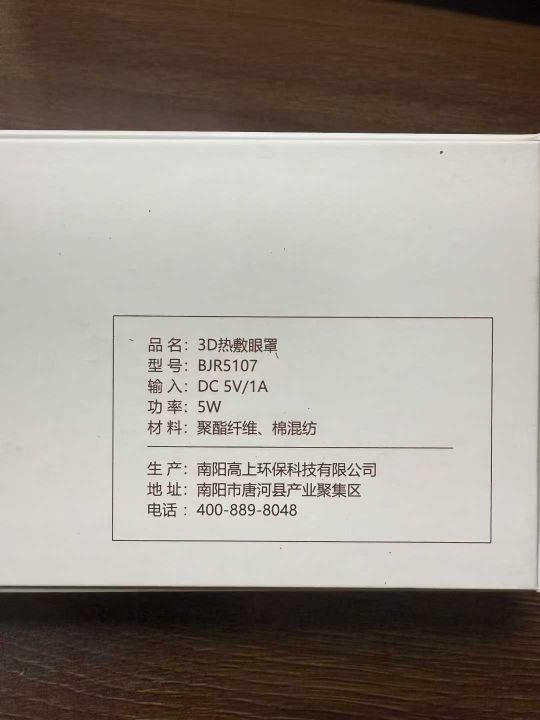 品 名：3D热敷眼罩
型 号：BJR5107
输 入：DC 5V/1A
功 率：5W
材 料：聚酯纤维、棉混纺
生 产：南阳高上环保科技有限公司
地 址：南阳市唐河县产业聚集区
电话 ：400-889-8048